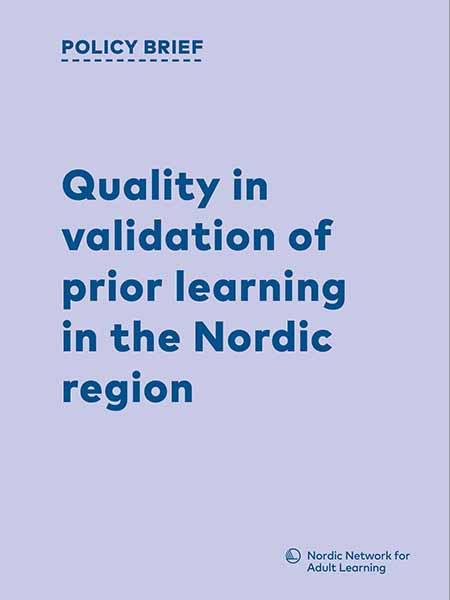 POLICY BRIEF
Quality in
validation of
prior learning
in the Nordic
region
Nordic Network for
Adult Learning